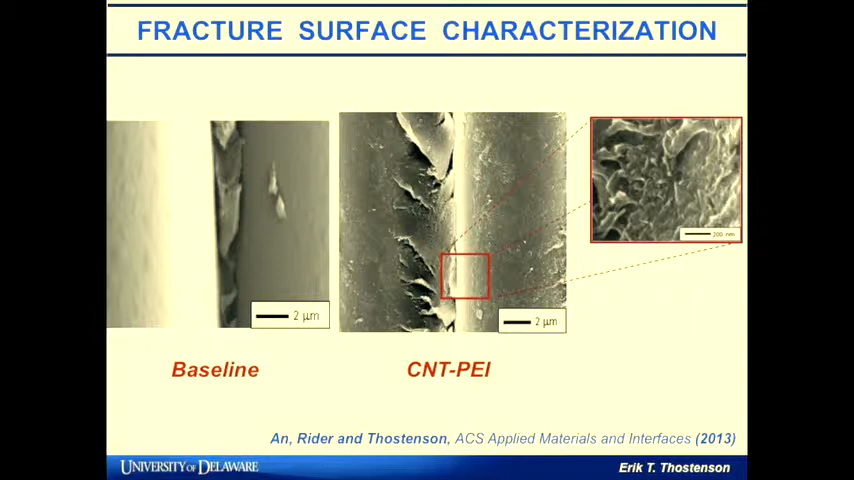 FRACTURE SURFACE CHARACTERIZATION
2 μm
2 μm
200 nm
Baseline
CNT-PEI
An, Rider and Thostenson, ACS Applied Materials and Interfaces (2013)
UNIVERSITY OF DELAWARE
Erik T. Thostenson